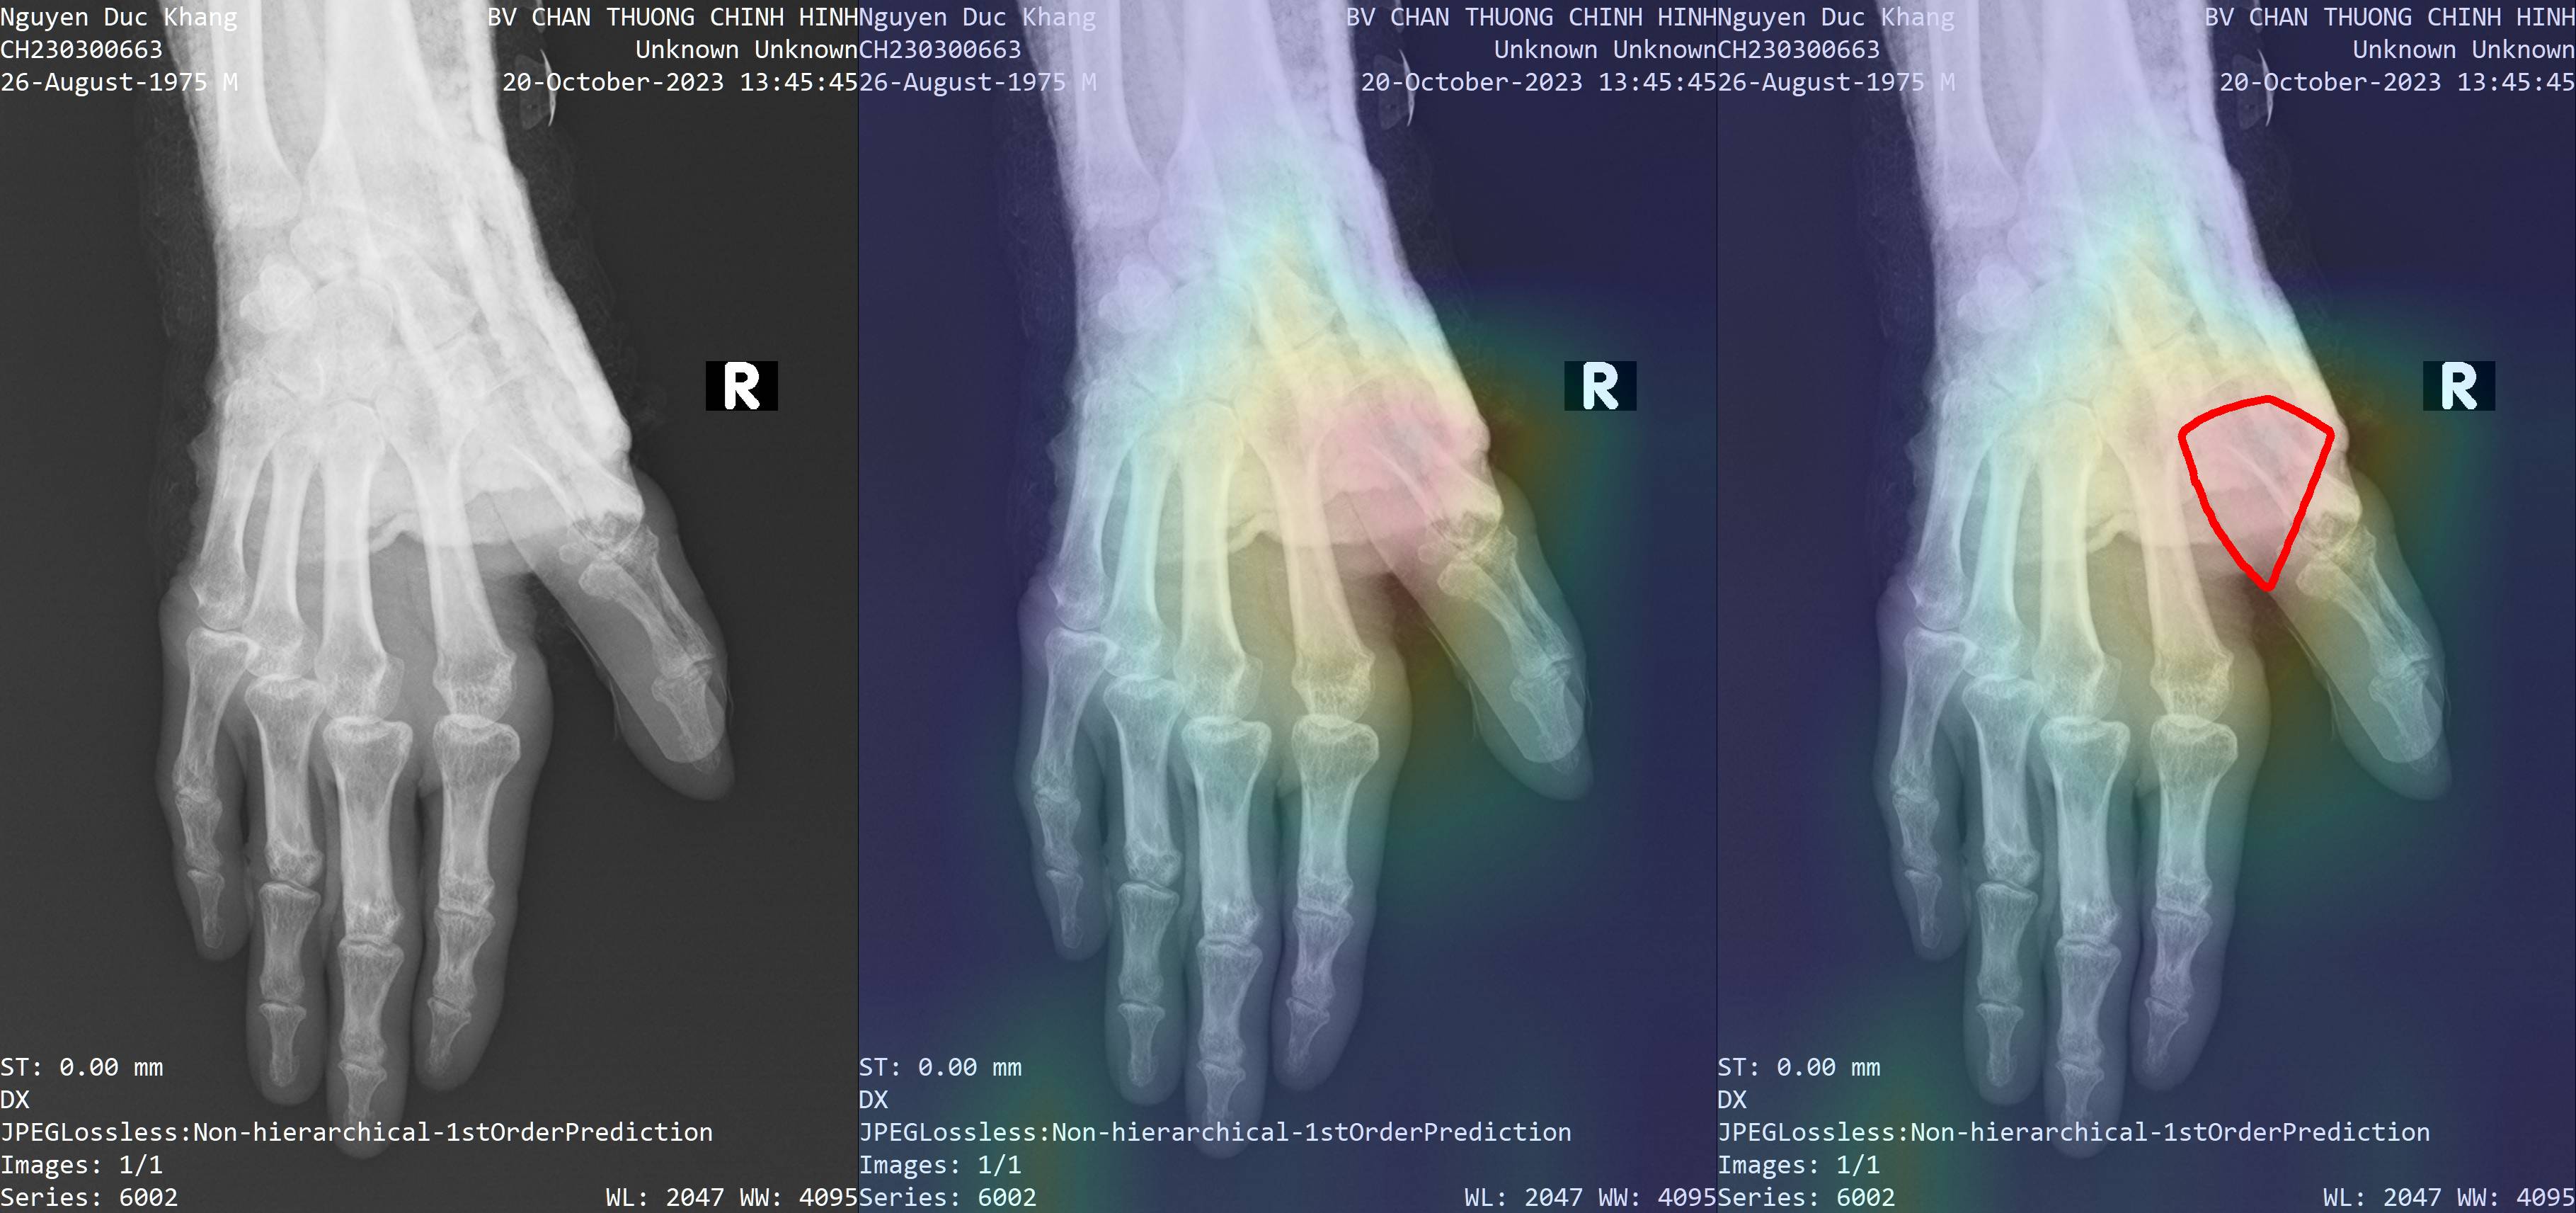 Nguyen Duc Khang
CH230300663
26-August-1975 M
BV CHAN THUONG CHINH HINH
Unknown Unknown
20-October-2023 13:45:45
R
ST: 0.00 mm
DX
JPEGLossless:Non-hierarchical-1stOrderPrediction
Images: 1/1
Series: 6002
WL: 2047 WW: 4095
Nguyen Duc Khang
CH230300663
26-August-1975 M
BV CHAN THUONG CHINH HINH
Unknown Unknown
20-October-2023 13:45:45
R
ST: 0.00 mm
DX
JPEGLossless:Non-hierarchical-1stOrderPrediction
Images: 1/1
Series: 6002
WL: 2047 WW: 4095
Nguyen Duc Khang
CH230300663
26-August-1975 M
BV CHAN THUONG CHINH HINH
Unknown Unknown
20-October-2023 13:45:45
R
ST: 0.00 mm
DX
JPEGLossless:Non-hierarchical-1stOrderPrediction
Images: 1/1
Series: 6002
WL: 2047 WW: 4095